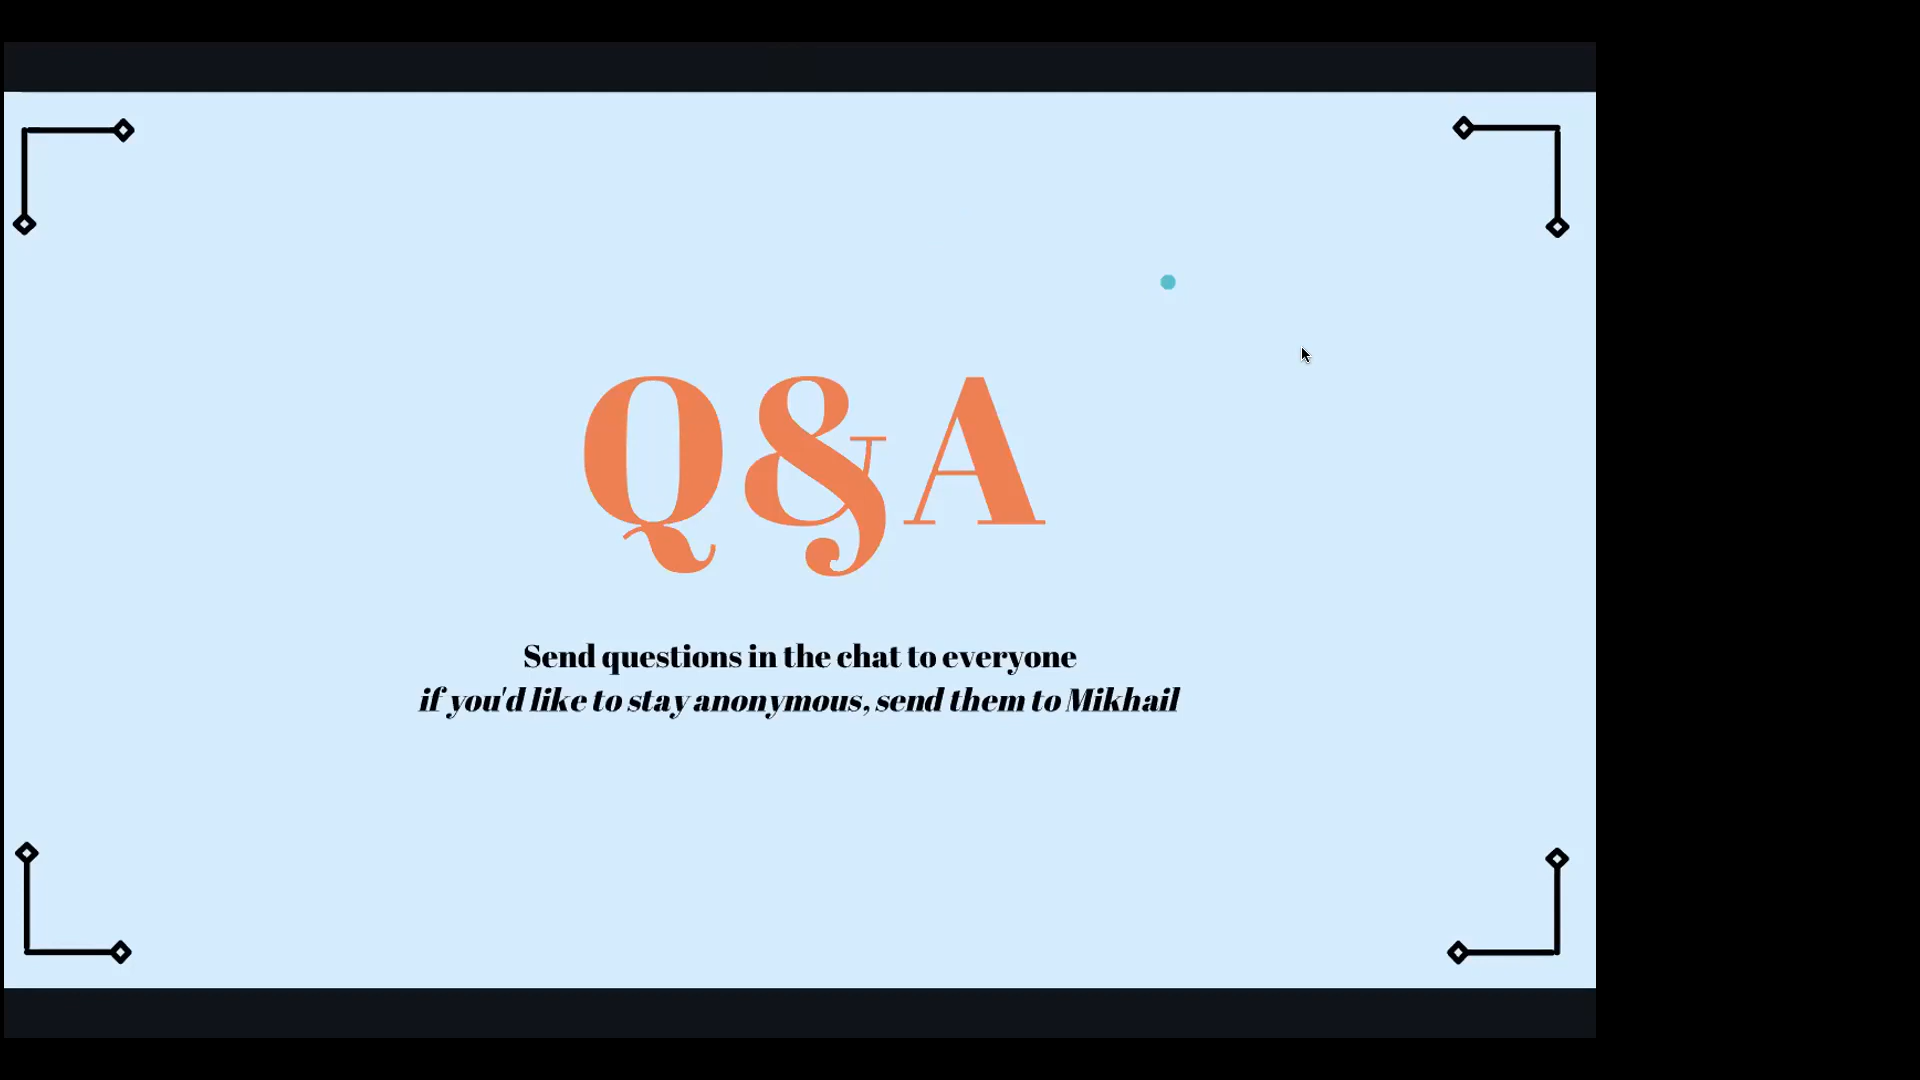 Q&A
Send questions in the chat to everyone
if you'd like to stay anonymous, send them to Mikhail